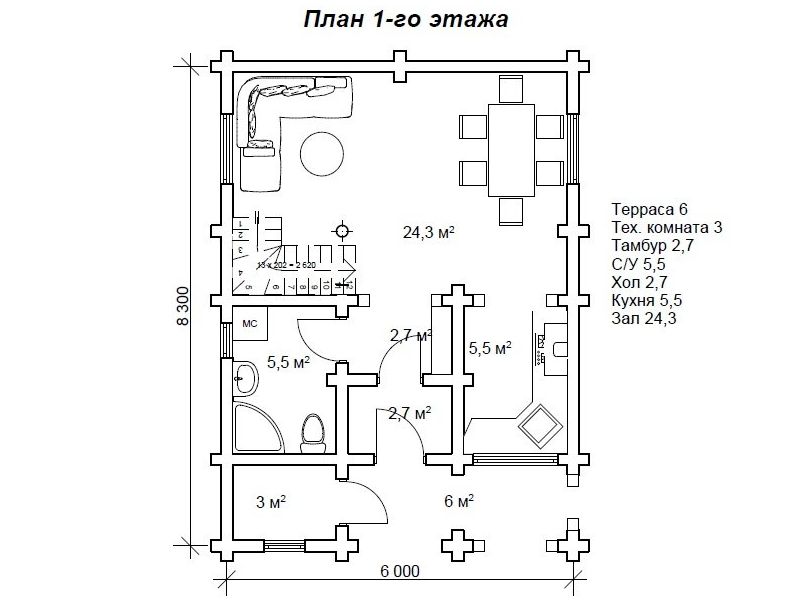 План 1-го этажа
24,3 м²
Терраса 6
Тех. комната 3
Тамбур 2,7
С/У 5,5
Хол 2,7
Кухня 5,5
Зал 24,3
1
2
3
4
5
6
7
8
9
10
11
12
13 x 202 = 2 620
8 300
МС
5,5 м²
2,7 м²
5,5 м²
2,7 м²
3 м²
6 м²
6 000